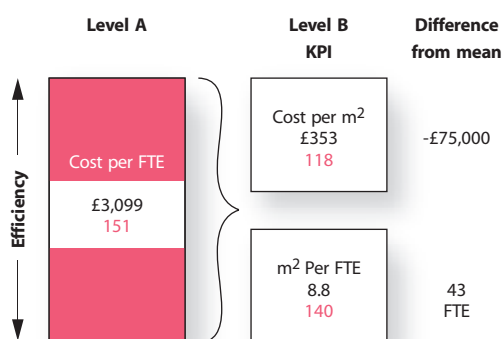 Level A
Level B
KPI
Difference
from mean
Efficiency
Cost per FTE
£3,099
151
Cost per m²
£353
118
-£75,000
m² Per FTE
8.8
140
43
FTE